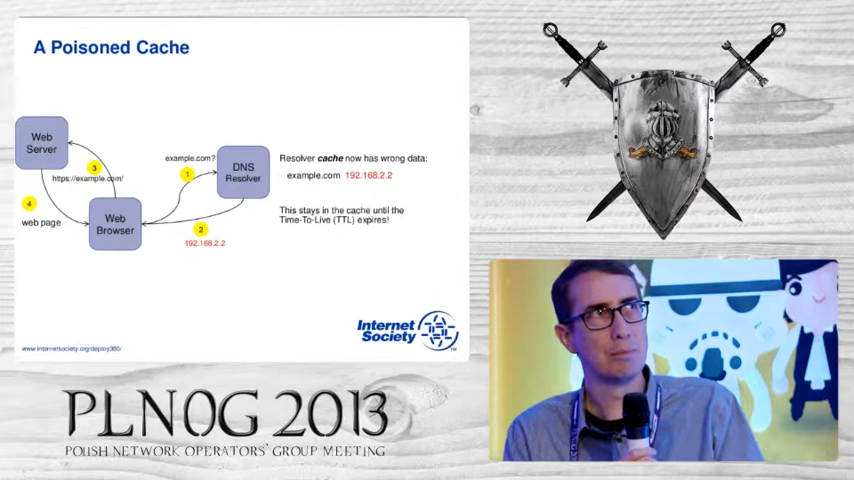 A Poisoned Cache
Web
Server
3
https://example.com/
4
web page
Web
Browser
example.com?
1
DNS
Resolver
2
192.168.2.2
Resolver cache now has wrong data:
example.com 192.168.2.2
This stays in the cache until the
Time-To-Live (TTL) expires!
Internet
Society
TM
www.internetsociety.org/deploy360/
PLNOG 2013
POLISH NETWORK OPERATORS' GROUP MEETING